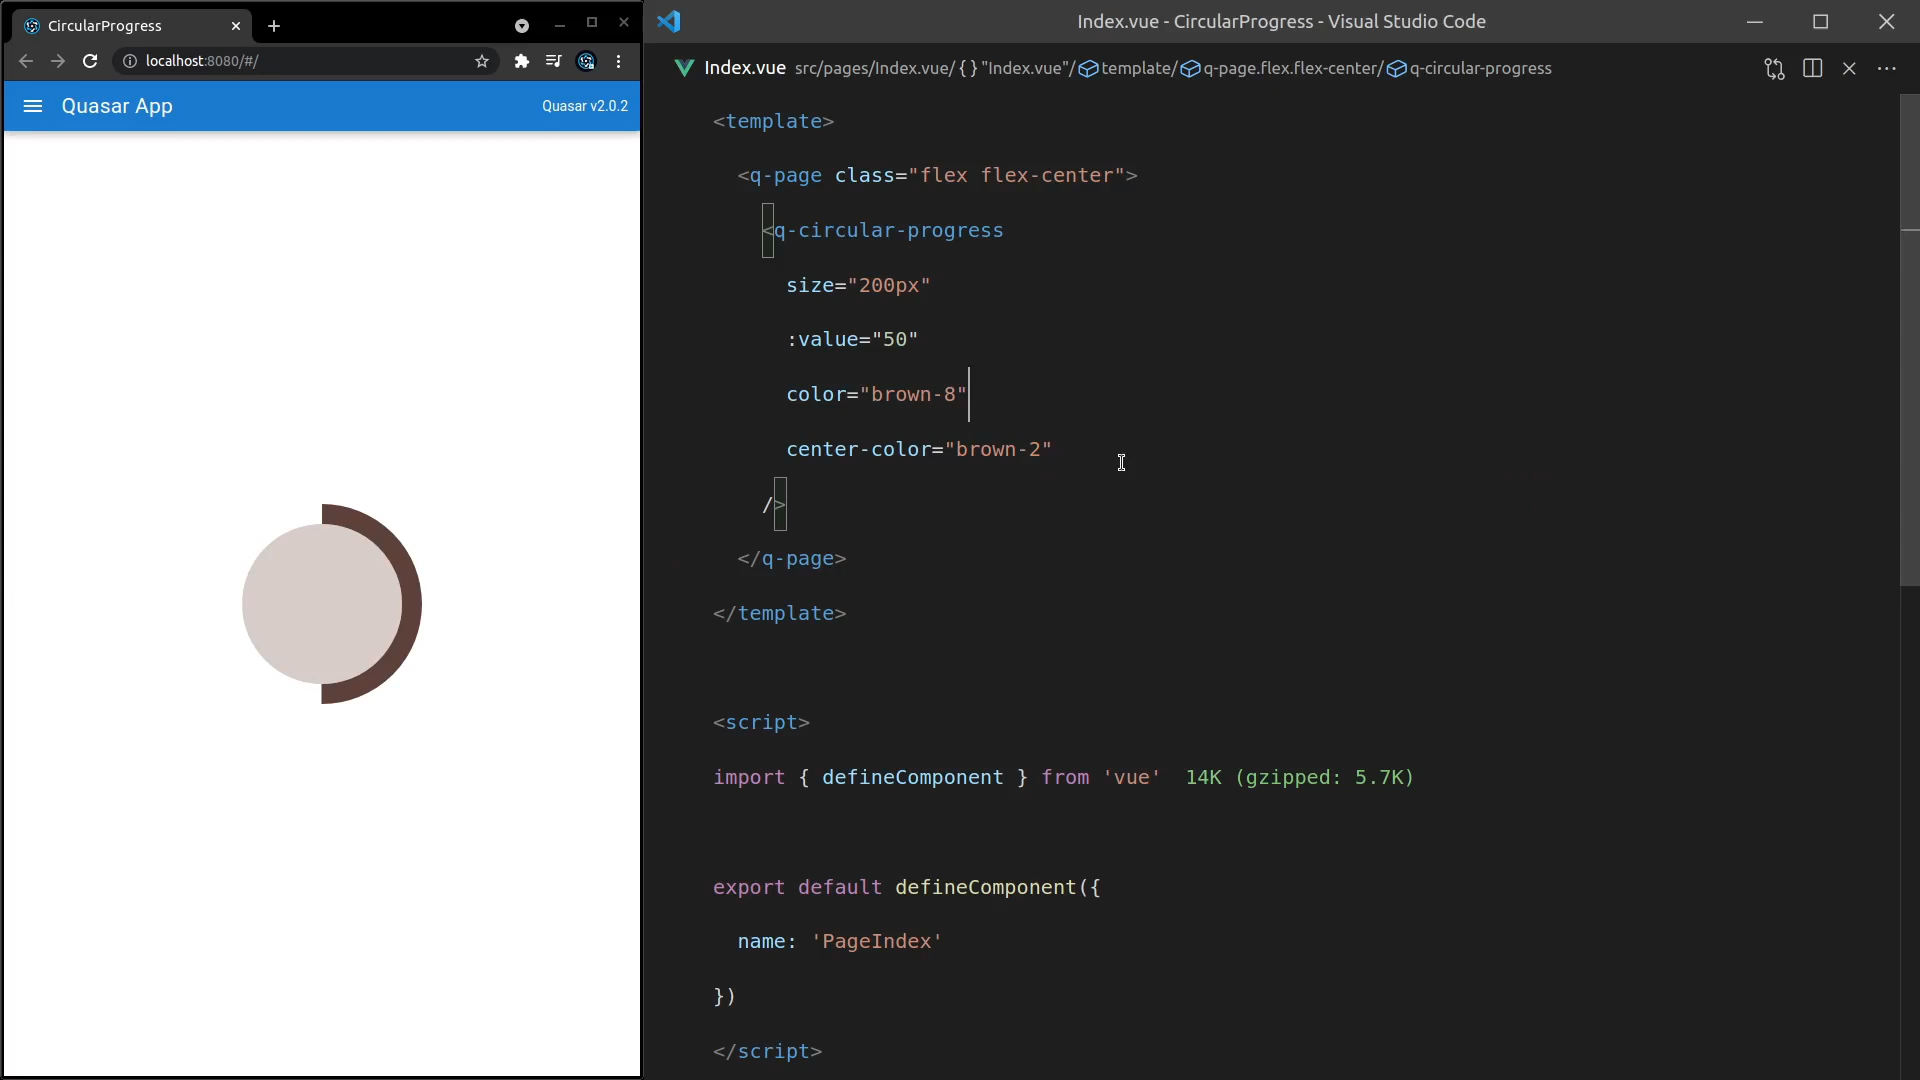 CircularProgress
localhost:8080/#/
Quasar App
Quasar v2.0.2
Index.vue - CircularProgress - Visual Studio Code
Index.vue src/pages/Index.vue/{}"Index.vue"/template/q-page.flex.flex-center/q-circular-progress
<template>
<q-page class="flex flex-center">
<q-circular-progress
size="200px"
:value="50"
color="brown-8"
center-color="brown-2"
/>
</q-page>
</template>
<script>
import { defineComponent } from 'vue' 14K (gzipped: 5.7K)
export default defineComponent({
name: 'PageIndex'
})
</script>